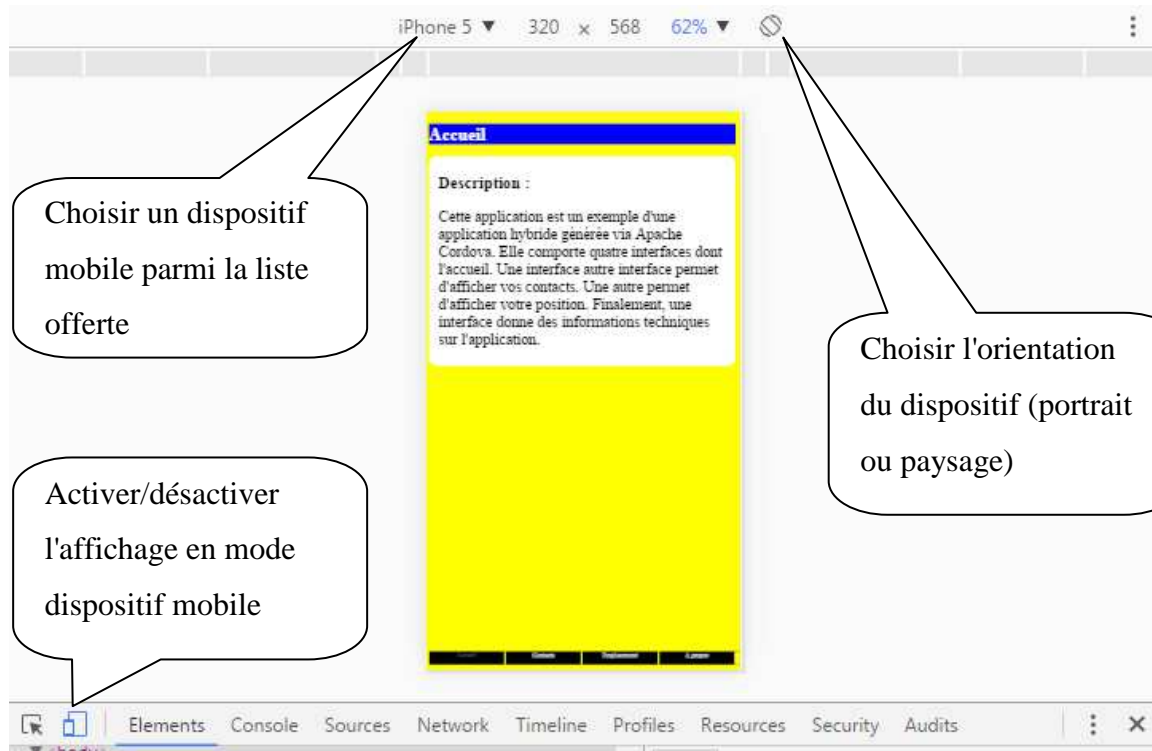 iPhone 5 ▼ 320 × 568 62% ▼
Accueil
Description :
Cette application est un exemple d'une
application hybride générée via Apache
Cordova. Elle comporte quatre interfaces dont
l'accueil. Une interface autre interface permet
d'afficher vos contacts. Une autre permet
d'afficher votre position. Finalement, une
interface donne des informations techniques
sur l'application.
Choisir un dispositif
mobile parmi la liste
offerte
Choisir l'orientation
du dispositif (portrait
ou paysage)
Activer/désactiver
l'affichage en mode
dispositif mobile
Elements Console Sources Network Timeline Profiles Resources Security Audits